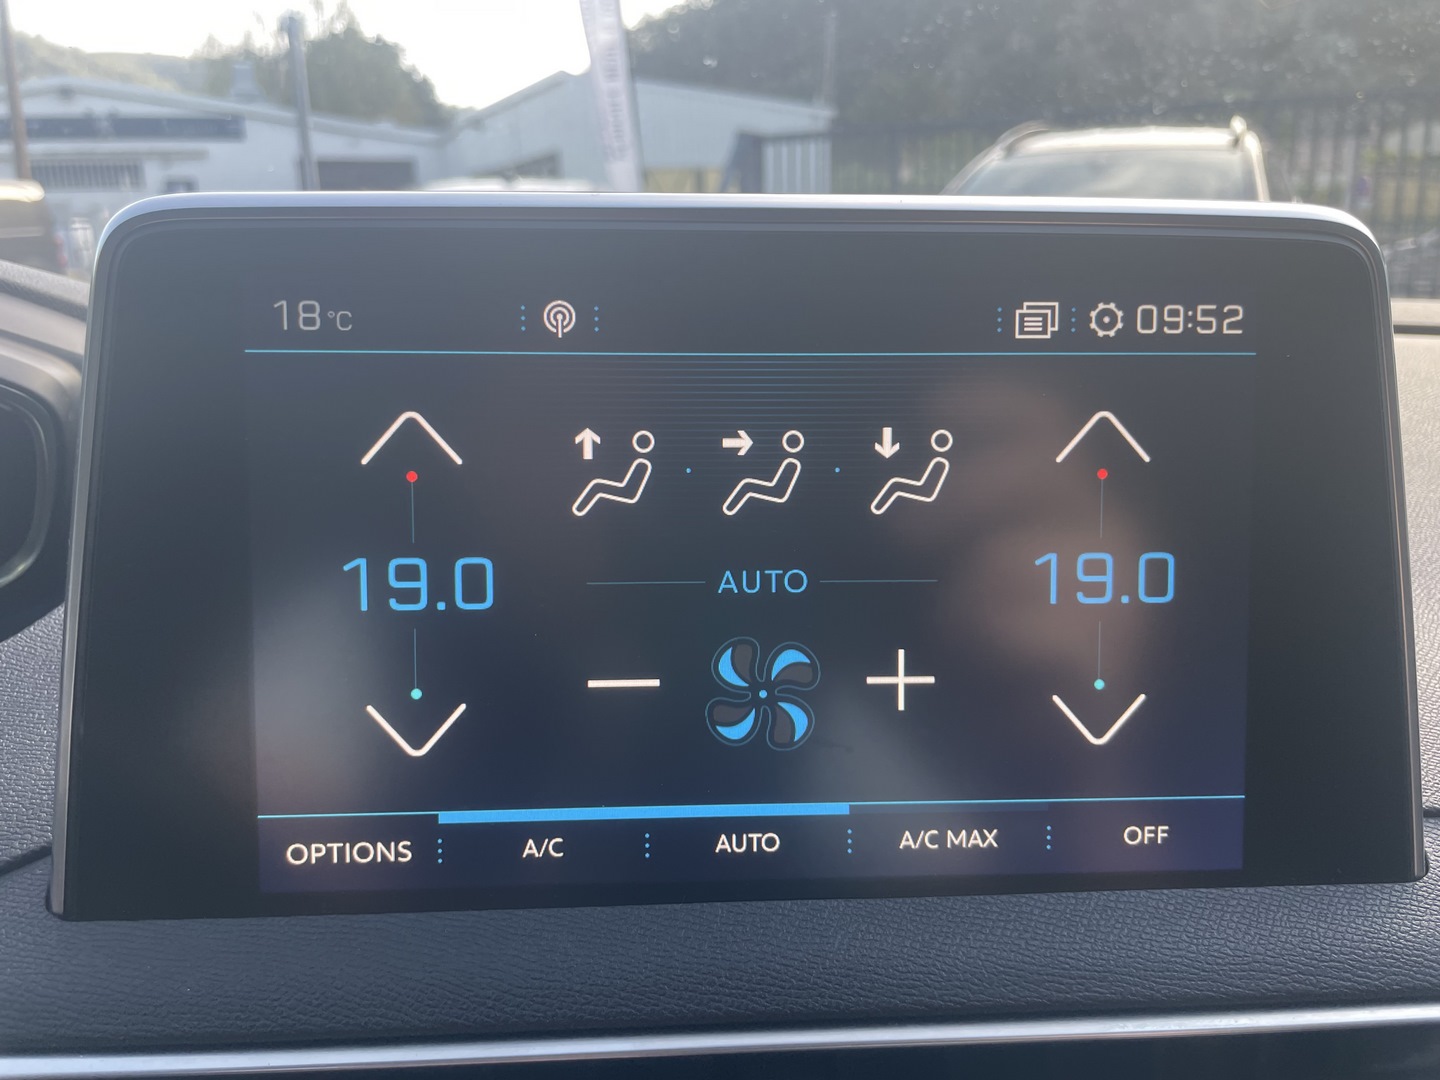 18°C 09:52
19.0 AUTO 19.0
OPTIONS A/C AUTO A/C MAX OFF